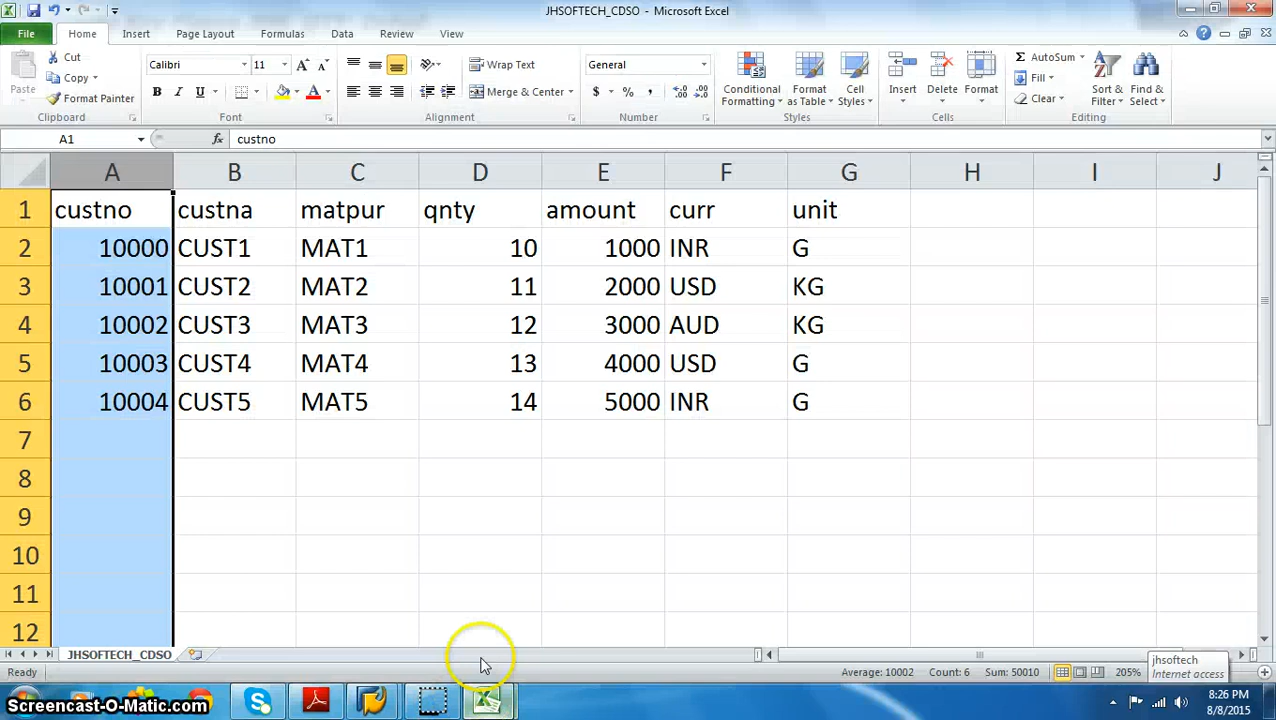 JHSOFTECH_CDSO - Microsoft Excel
File Home Insert Page Layout Formulas Data Review View
Cut
Copy
Format Painter
Paste
Clipboard
Calibri 11
B I U
Font
Wrap Text
Merge & Center
Alignment
General
$ % ,
Number
Conditional Formatting
Format as Table
Cell Styles
Styles
Insert Delete Format
Cells
Σ AutoSum
Fill
Clear
Sort & Filter
Find & Select
Editing
A1 fx custno
A B C D E F G H I J
1 custno custna matpur qnty amount curr unit
2 10000 CUST1 MAT1 10 1000 INR G
3 10001 CUST2 MAT2 11 2000 USD KG
4 10002 CUST3 MAT3 12 3000 AUD KG
5 10003 CUST4 MAT4 13 4000 USD G
6 10004 CUST5 MAT5 14 5000 INR G
7
8
9
10
11
12
JHSOFTECH_CDSO
Ready Average: 10002 Count: 6 Sum: 50010 205%
jhsoftech
Internet access
Screencast-O-Matic.com
8:26 PM
8/8/2015